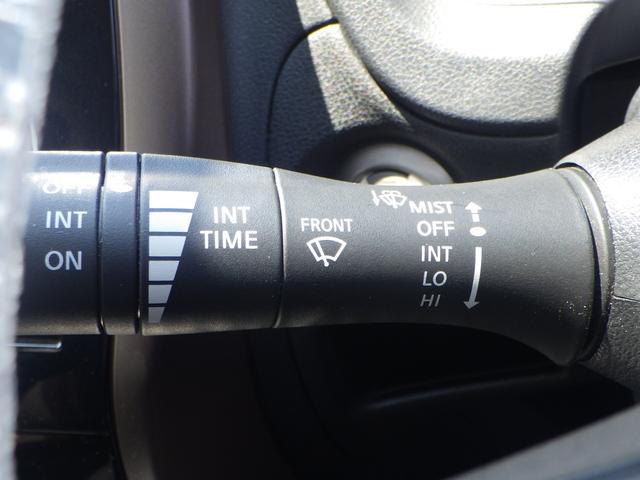 OFF
INT
ON
INT
TIME
FRONT
MIST
OFF
INT
LO
HI